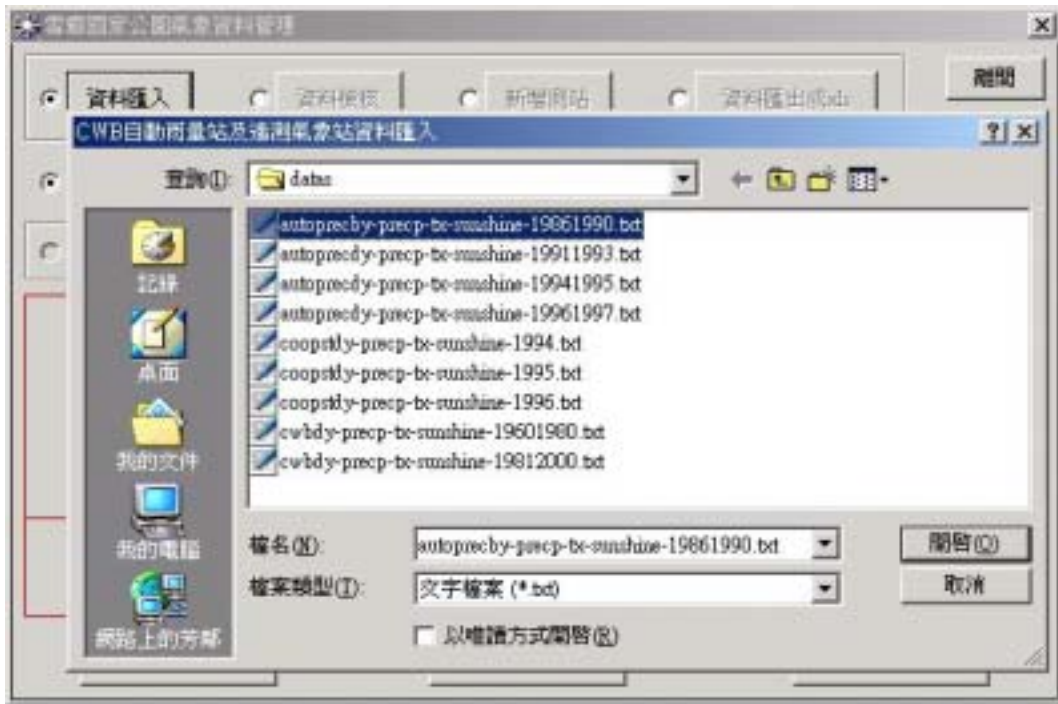 雪霸國家公園氣象資料管理
資料匯入
資料檢核
新增測站
資料匯出成xls
離開
CWB自動雨量站及遙測氣象站資料匯入
查詢(I):
datas
記錄
桌面
我的文件
我的電腦
網路上的芳鄰
autoprecby-precp-tx-sunshine-19861990.txt
autoprecdy-precp-tx-sunshine-19911993.txt
autoprecdy-precp-tx-sunshine-19941995.txt
autoprecdy-precp-tx-sunshine-19961997.txt
coopstdy-precp-tx-sunshine-1994.txt
coopstdy-precp-tx-sunshine-1995.txt
coopstdy-precp-tx-sunshine-1996.txt
cwbdy-precp-tx-sunshine-19601980.txt
cwbdy-precp-tx-sunshine-19812000.txt
檔名(N):
autoprecby-precp-tx-sunshine-19861990.txt
開啟(O)
檔案類型(T):
文字檔案 (*.txt)
取消
以唯讀方式開啟(R)